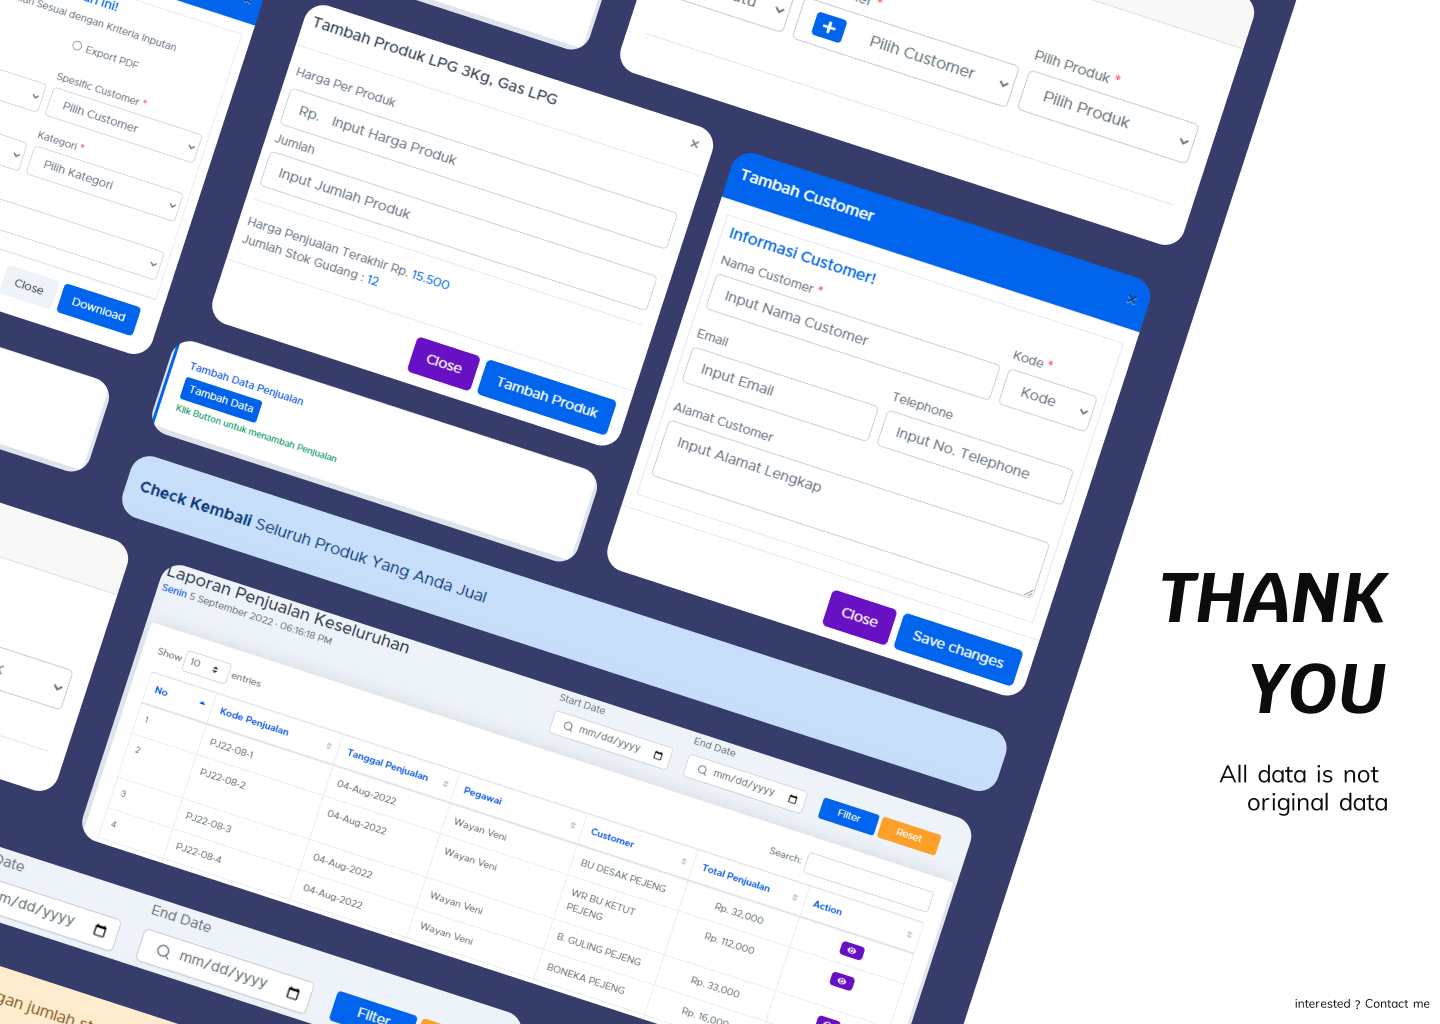 Sesuai dengan Kriteria Inputan
Export PDF
Spesific Customer *
Pilih Customer
Kategori *
Pilih Kategori
Close
Download
Tambah Produk LPG 3Kg, Gas LPG
×
Harga Per Produk
Rp. Input Harga Produk
Jumlah
Input Jumlah Produk
Harga Penjualan Terakhir Rp. 15.500
Jumlah Stok Gudang : 12
Close
Tambah Produk
Pilih Customer
Pilih Produk *
Pilih Produk
Tambah Customer
×
Informasi Customer!
Nama Customer *
Input Nama Customer
Kode *
Kode
Email
Input Email
Telephone
Input No. Telephone
Alamat Customer
Input Alamat Lengkap
Close
Save changes
Tambah Data Penjualan
Tambah Data
Klik Button untuk menambah Penjualan
Check Kembali Seluruh Produk Yang Anda Jual
Laporan Penjualan Keseluruhan
Senin 5 September 2022 · 06:16:18 PM
Start Date
mm/dd/yyyy
End Date
mm/dd/yyyy
Filter
Reset
Show 10 entries
Search:
No Kode Penjualan Tanggal Penjualan Pegawai Customer Total Penjualan Action
1 PJ22-08-1 04-Aug-2022 Wayan Veni BU DESAK PEJENG Rp. 32,000
2 PJ22-08-2 04-Aug-2022 Wayan Veni WR BU KETUT PEJENG Rp. 112,000
3 PJ22-08-3 04-Aug-2022 Wayan Veni B. GULING PEJENG Rp. 33,000
4 PJ22-08-4 04-Aug-2022 Wayan Veni BONEKA PEJENG Rp. 16,000
Date
mm/dd/yyyy
End Date
mm/dd/yyyy
Filter
jumlah
THANK
YOU
All data is not
original data
interested ? Contact me